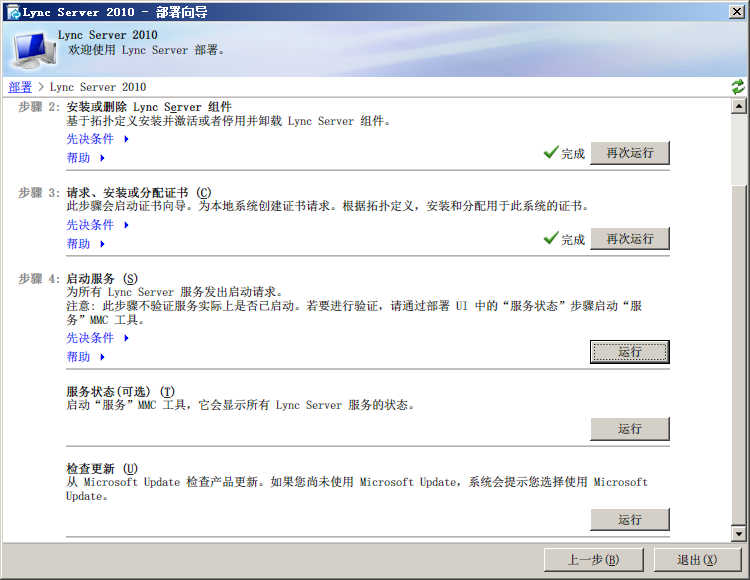 Lync Server 2010 - 部署向导
Lync Server 2010
欢迎使用 Lync Server 部署。
部署 > Lync Server 2010
步骤 2: 安装或删除 Lync Server 组件
基于拓扑定义安装并激活或者停用并卸载 Lync Server 组件。
先决条件
帮助
完成 再次运行
步骤 3: 请求、安装或分配证书 (C)
此步骤会启动证书向导。为本地系统创建证书请求。根据拓扑定义，安装和分配用于此系统的证书。
先决条件
帮助
完成 再次运行
步骤 4: 启动服务 (S)
为所有 Lync Server 服务发出启动请求。
注意: 此步骤不验证服务实际上是否已启动。若要进行验证，请通过部署 UI 中的“服务状态”步骤启动“服
务”MMC 工具。
先决条件
帮助
运行
服务状态(可选) (T)
启动“服务”MMC 工具，它会显示所有 Lync Server 服务的状态。
运行
检查更新 (U)
从 Microsoft Update 检查产品更新。如果您尚未使用 Microsoft Update，系统会提示您选择使用 Microsoft
Update。
运行
上一步(B) 退出(X)